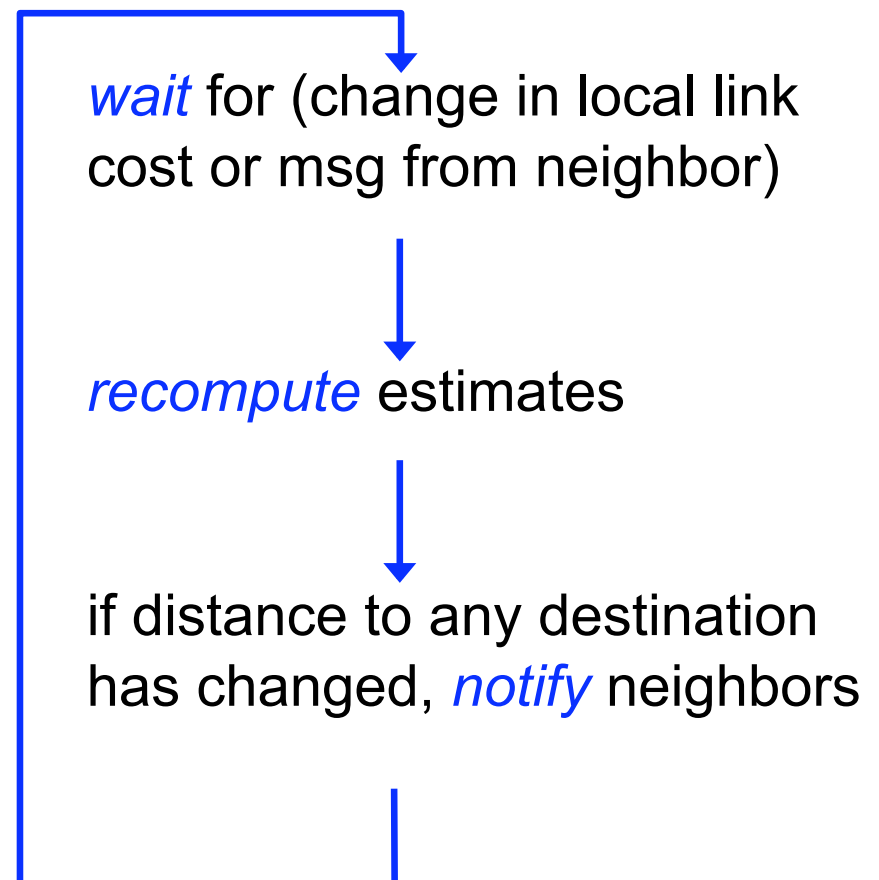 wait for (change in local link
cost or msg from neighbor)
recompute estimates
if distance to any destination
has changed, notify neighbors